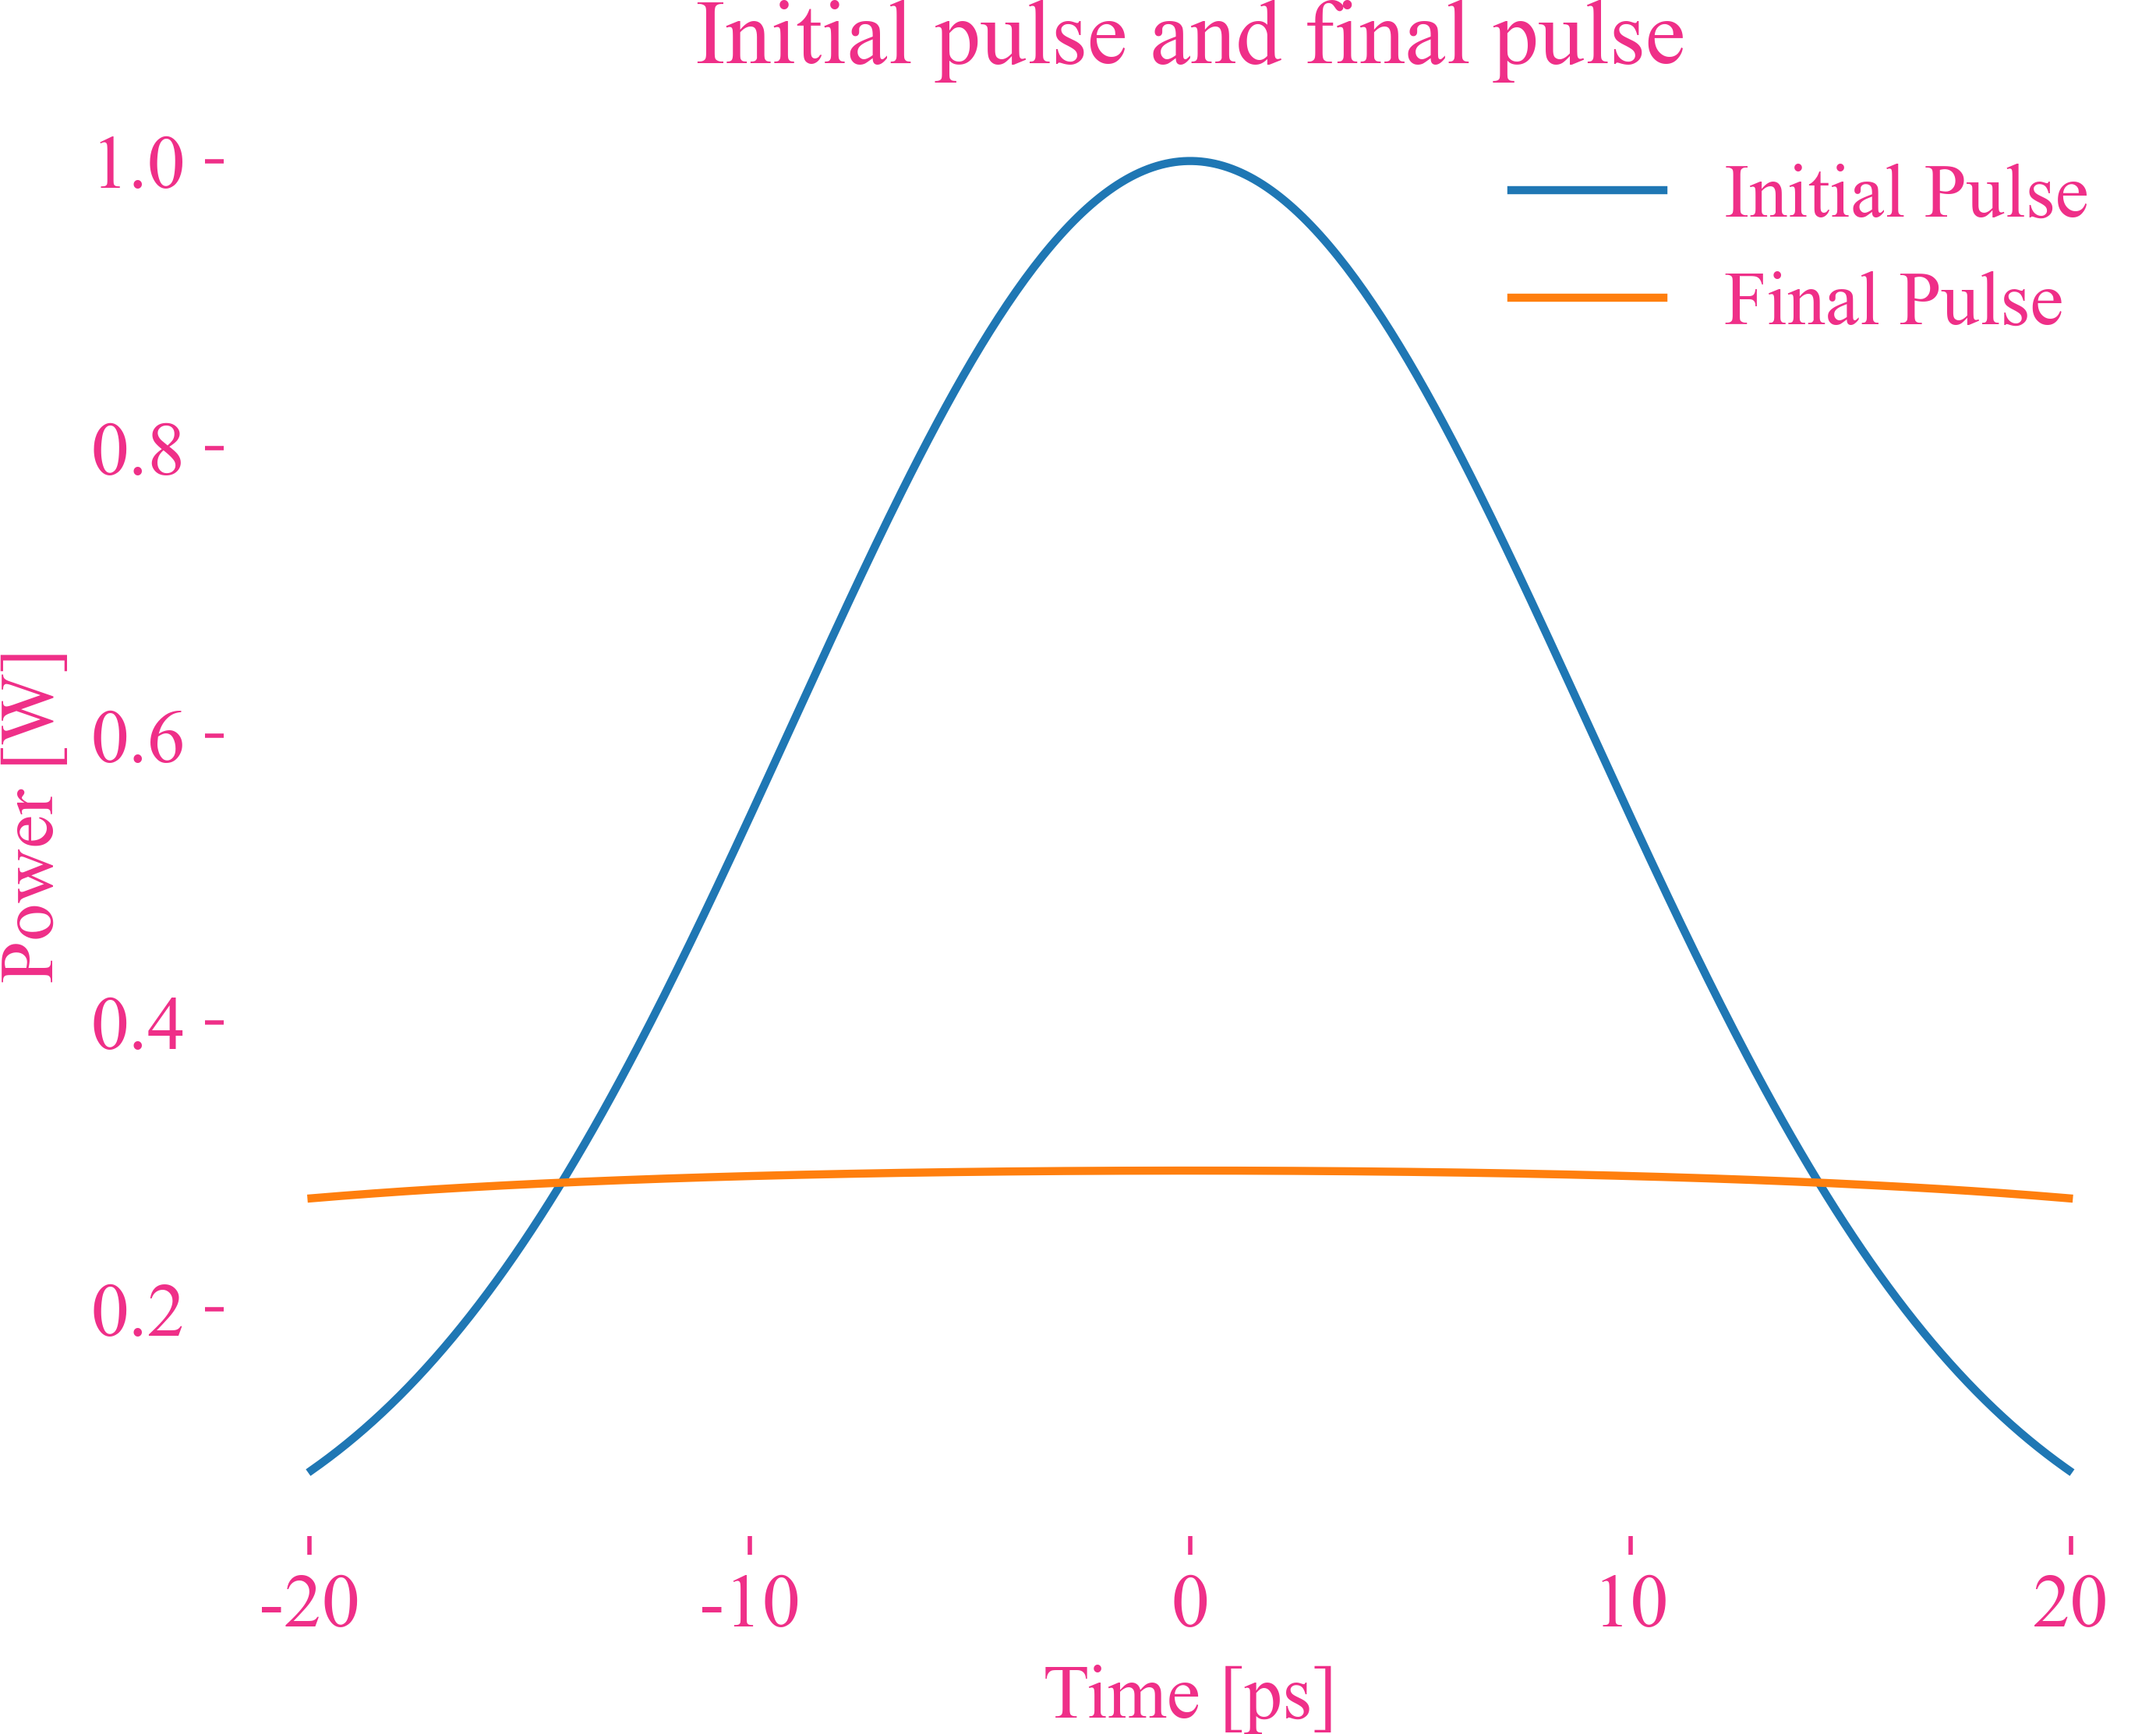 Initial pulse and final pulse
Initial Pulse
Final Pulse
Power [W]
1.0
0.8
0.6
0.4
0.2
-20 -10 0 10 20
Time [ps]